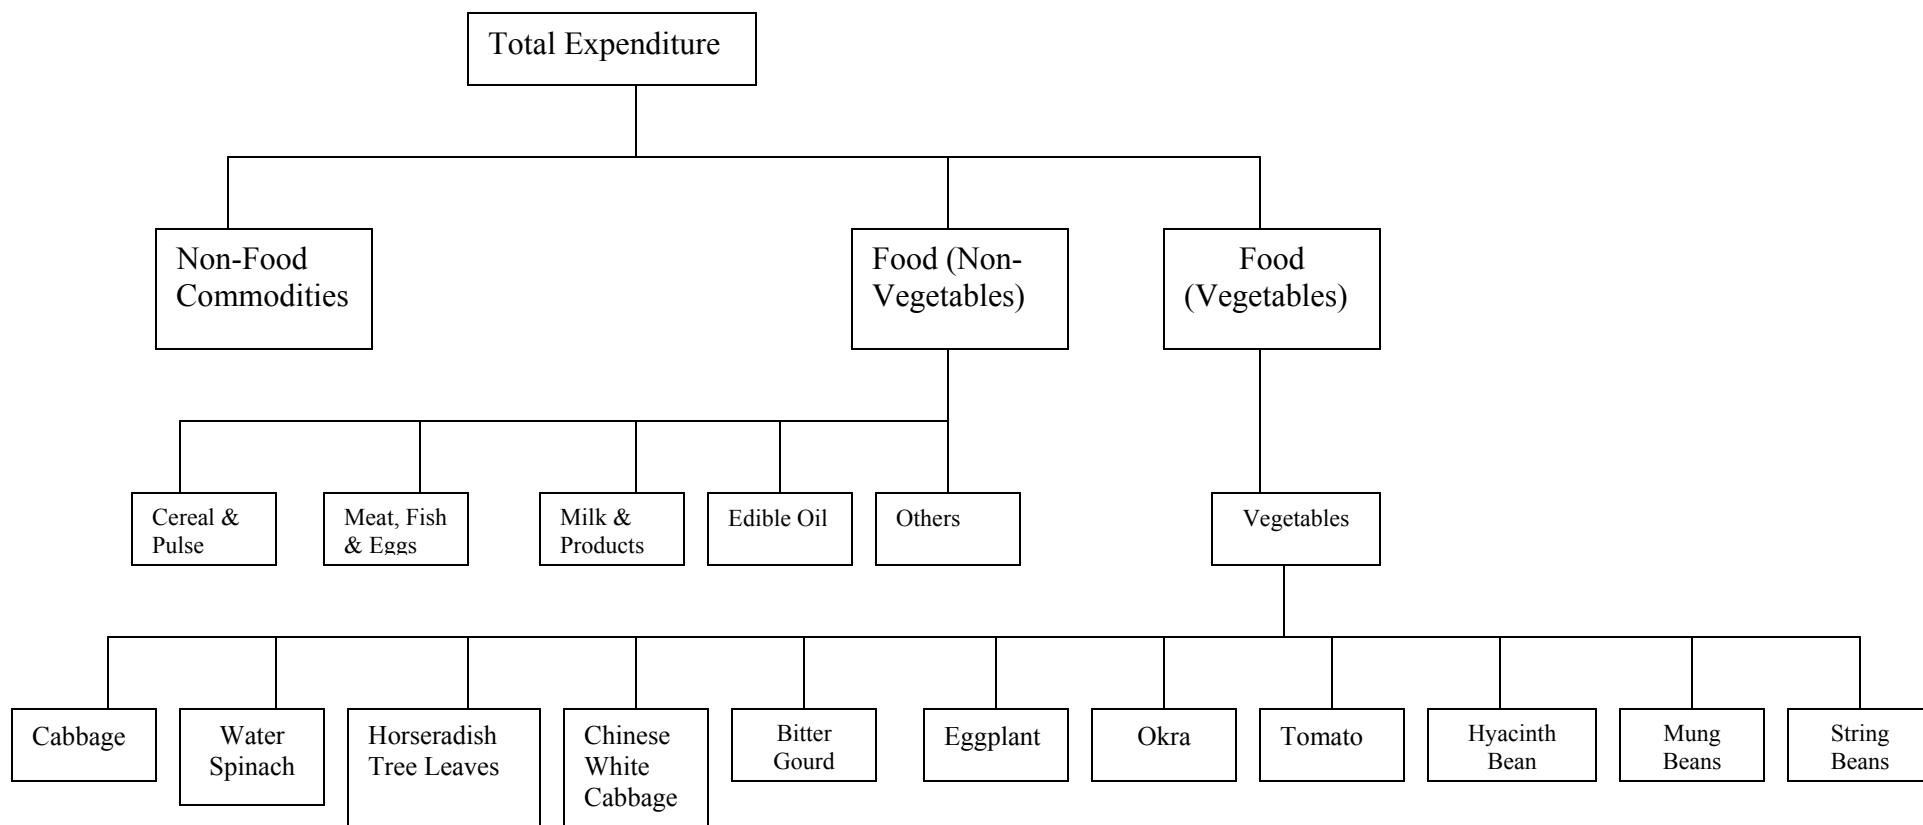 Total Expenditure
Non-Food
Commodities
Food (Non-
Vegetables)
Food
(Vegetables)
Cereal &
Pulse
Meat, Fish
& Eggs
Milk &
Products
Edible Oil
Others
Vegetables
Cabbage
Water
Spinach
Horseradish
Tree Leaves
Chinese
White
Cabbage
Bitter
Gourd
Eggplant
Okra
Tomato
Hyacinth
Bean
Mung
Beans
String
Beans